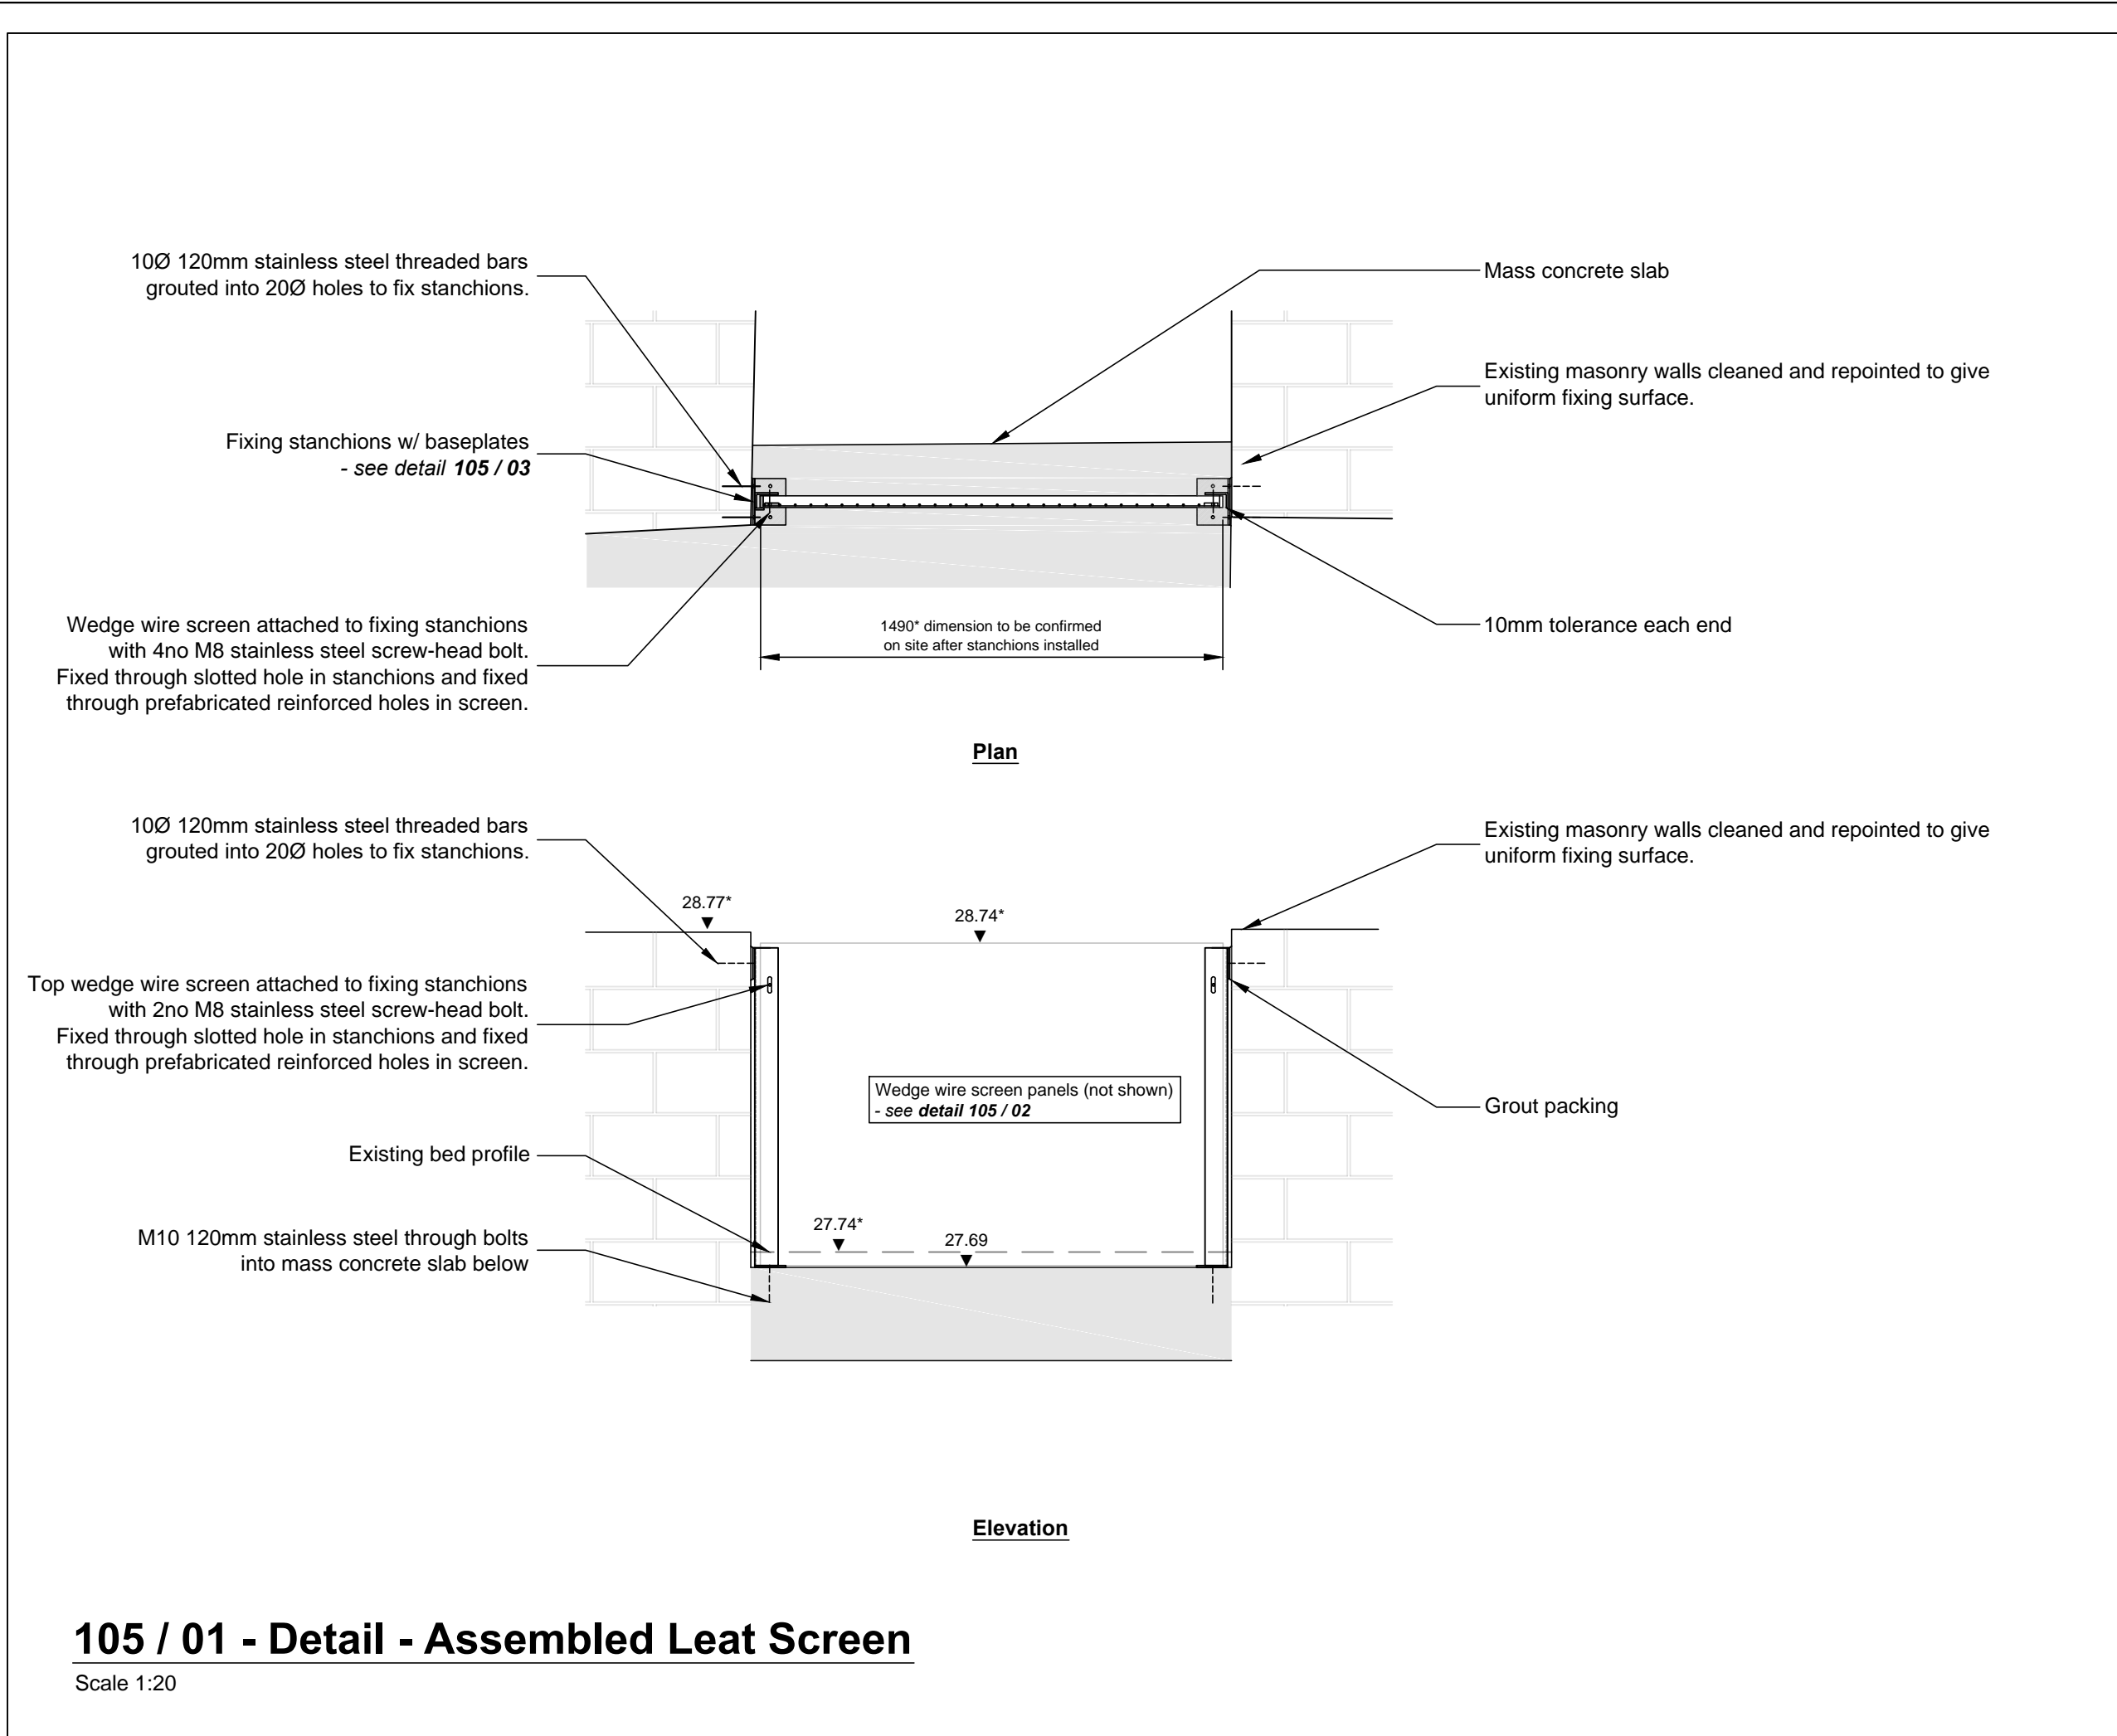 10Ø 120mm stainless steel threaded bars
grouted into 20Ø holes to fix stanchions.
Mass concrete slab
Existing masonry walls cleaned and repointed to give
uniform fixing surface.
Fixing stanchions w/ baseplates
- see detail 105 / 03
Wedge wire screen attached to fixing stanchions
with 4no M8 stainless steel screw-head bolt.
Fixed through slotted hole in stanchions and fixed
through prefabricated reinforced holes in screen.
1490* dimension to be confirmed
on site after stanchions installed
10mm tolerance each end
Plan
10Ø 120mm stainless steel threaded bars
grouted into 20Ø holes to fix stanchions.
Existing masonry walls cleaned and repointed to give
uniform fixing surface.
28.77*
28.74*
Top wedge wire screen attached to fixing stanchions
with 2no M8 stainless steel screw-head bolt.
Fixed through slotted hole in stanchions and fixed
through prefabricated reinforced holes in screen.
Wedge wire screen panels (not shown)
- see detail 105 / 02
Grout packing
Existing bed profile
27.74*
27.69
M10 120mm stainless steel through bolts
into mass concrete slab below
Elevation
105 / 01 - Detail - Assembled Leat Screen
Scale 1:20